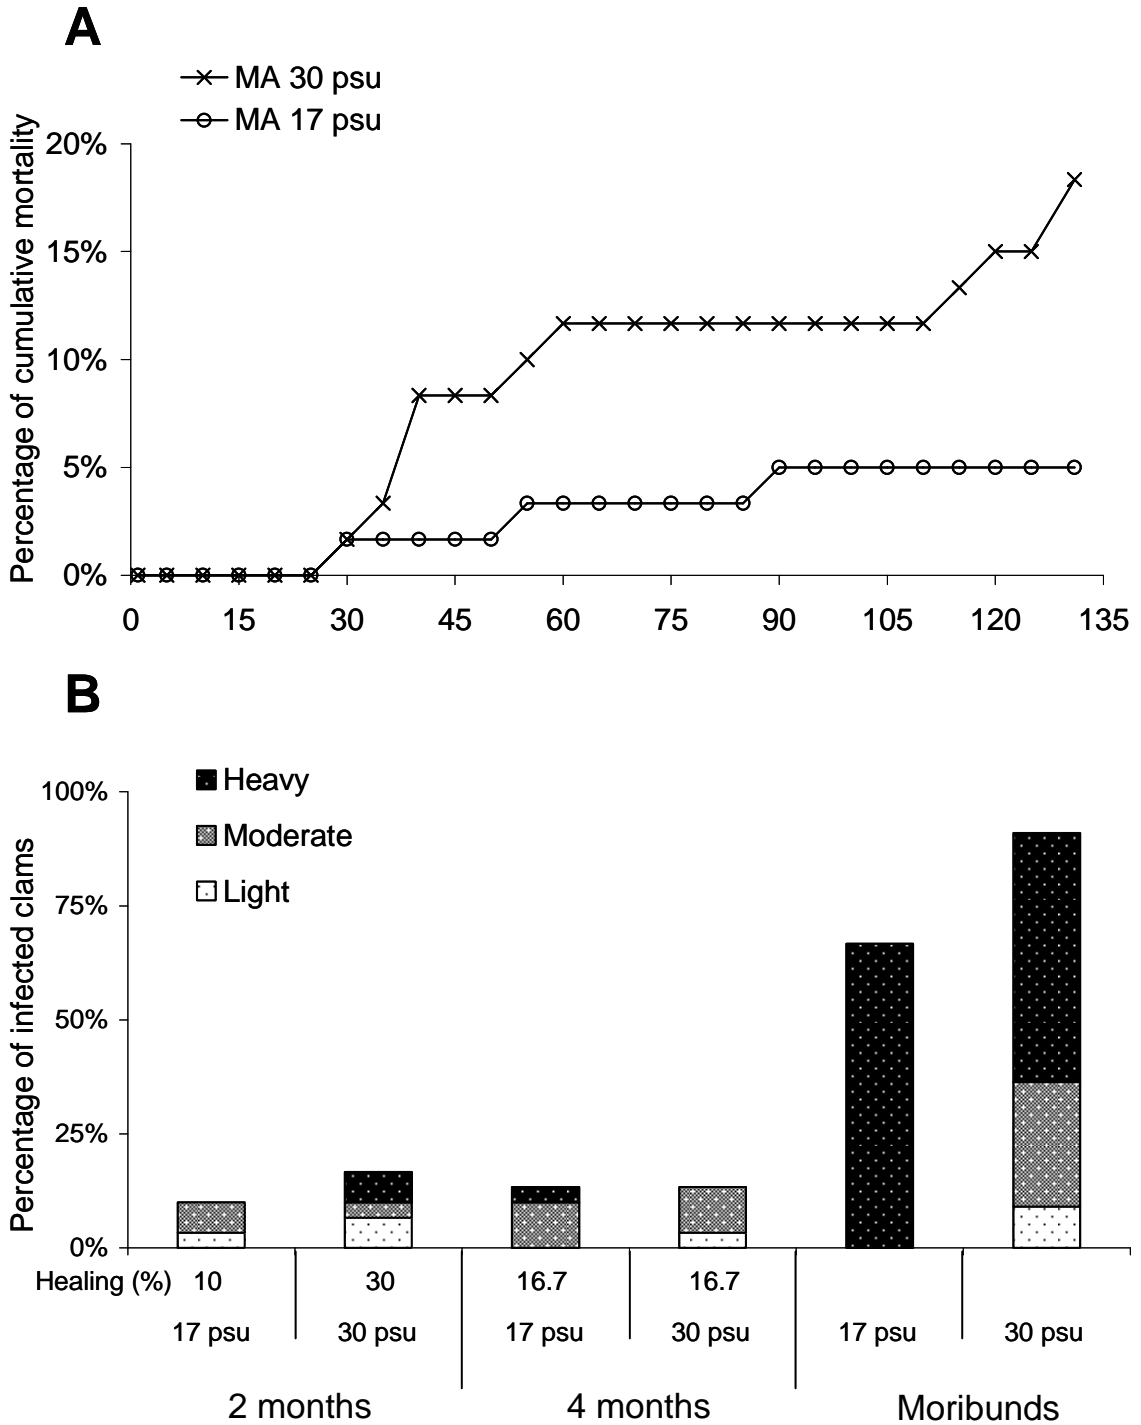 A
MA 30 psu
MA 17 psu
Percentage of cumulative mortality
20%
15%
10%
5%
0%
0 15 30 45 60 75 90 105 120 135
B
Heavy
Moderate
Light
Percentage of infected clams
100%
75%
50%
25%
0%
Healing (%) 10 30 16.7 16.7
17 psu 30 psu 17 psu 30 psu 17 psu 30 psu
2 months 4 months Moribunds